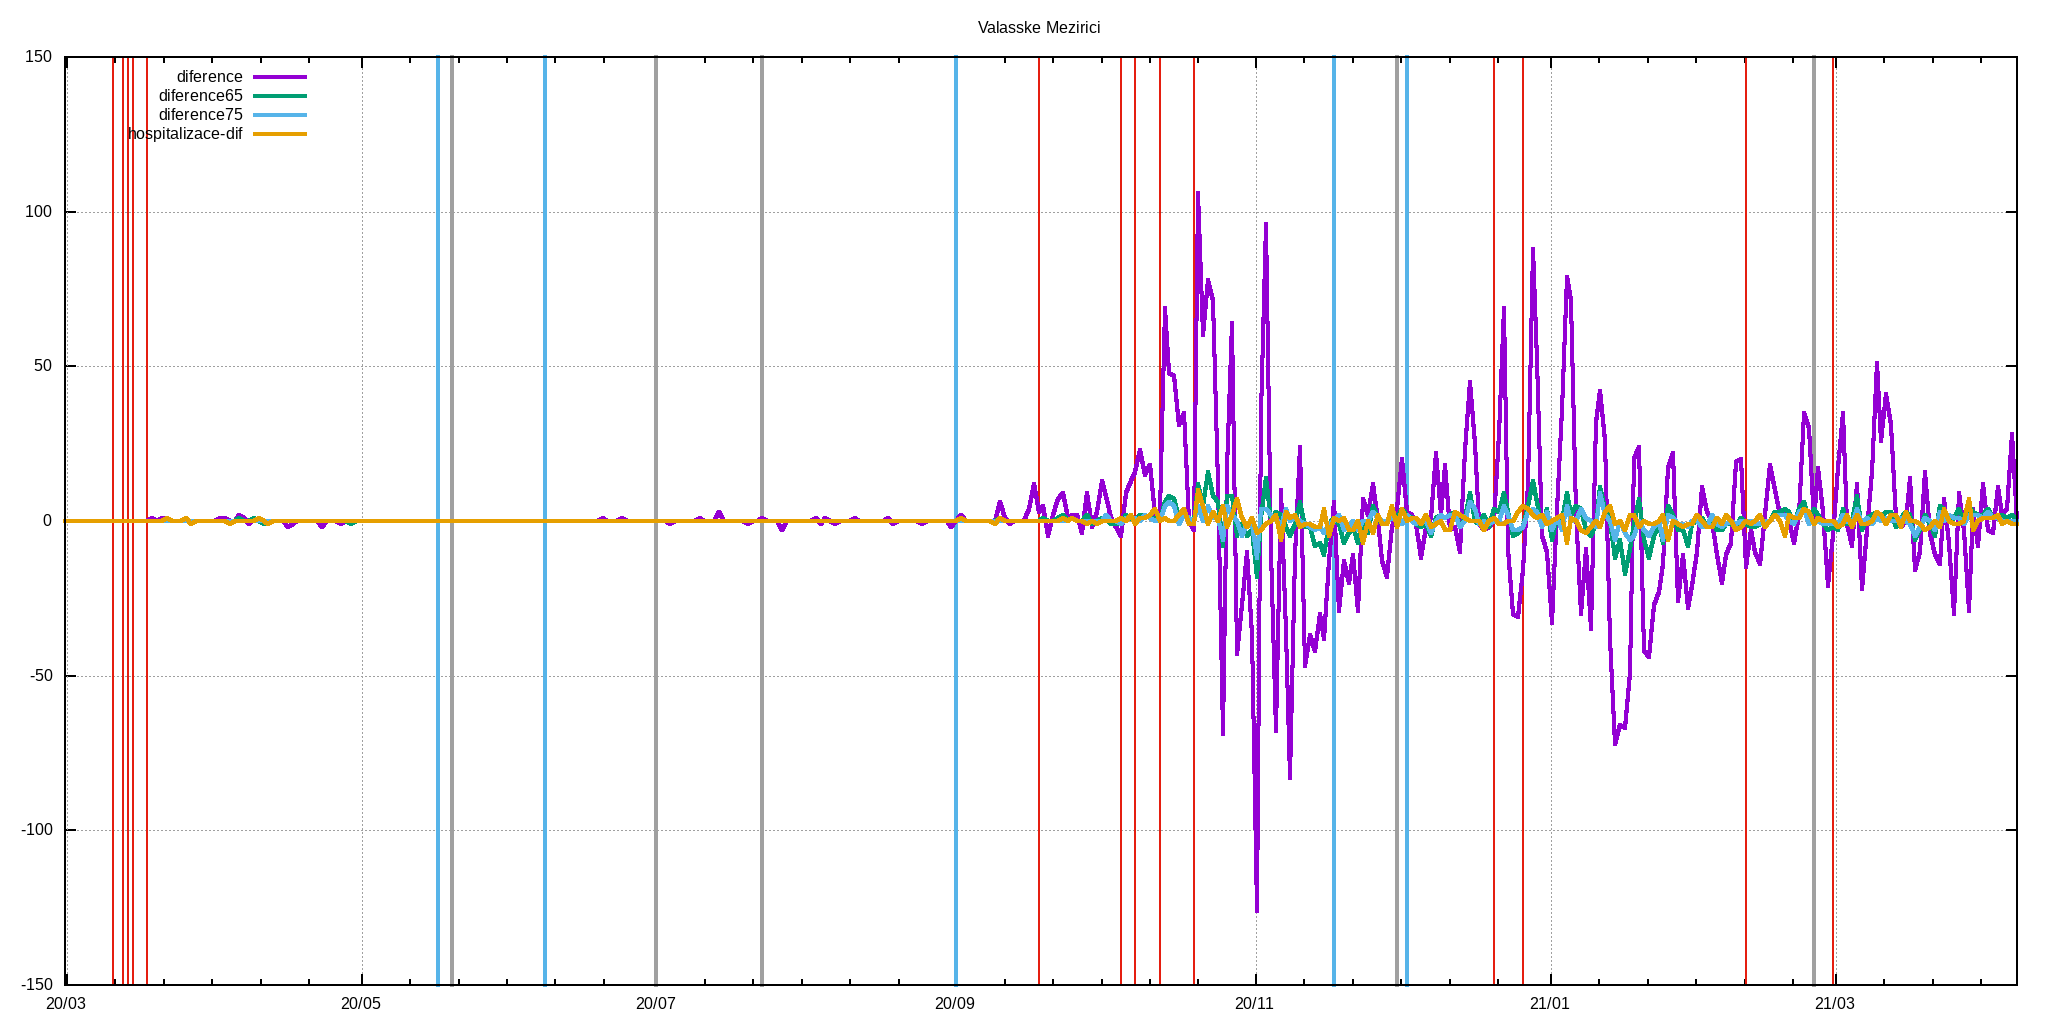 Valasske Mezirici
150
diference
diference65
diference75
hospitalizace-dif
100
50
0
-50
-100
-150
20/03 20/05 20/07 20/09 20/11 21/01 21/03